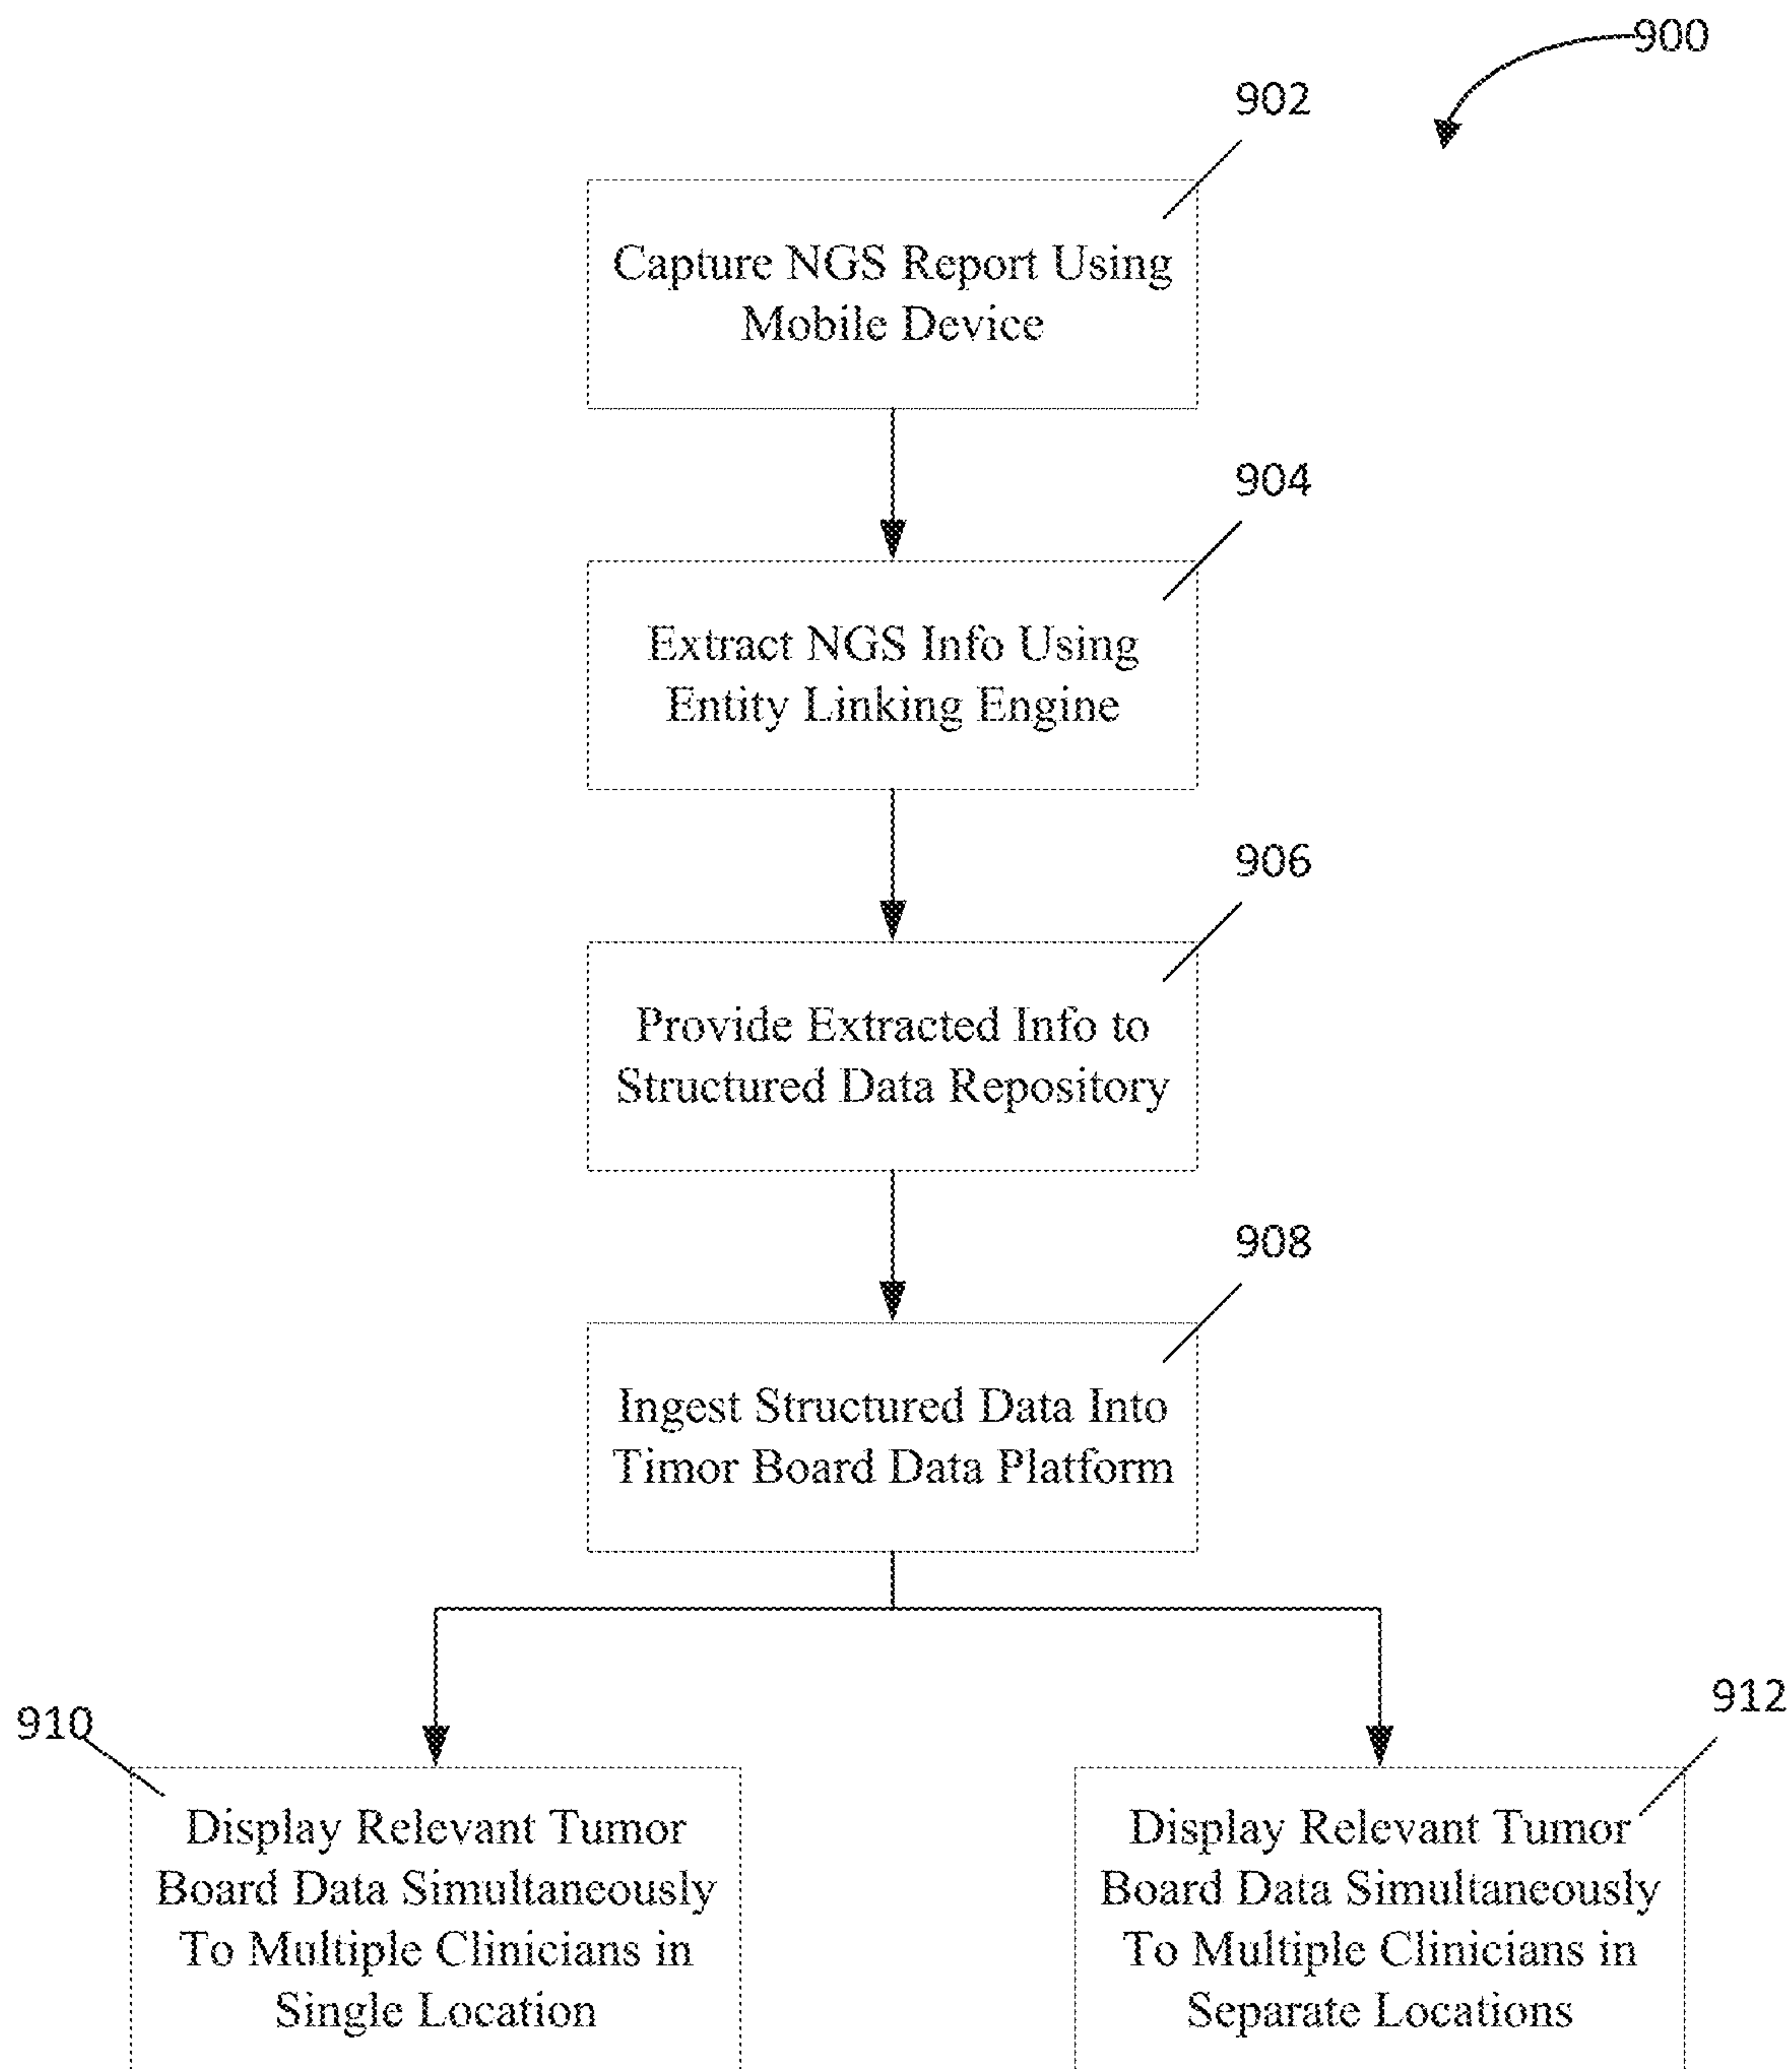 900
902
Capture NGS Report Using
Mobile Device
904
Extract NGS Info Using
Entity Linking Engine
906
Provide Extracted Info to
Structured Data Repository
908
Ingest Structured Data Into
Timor Board Data Platform
910
Display Relevant Tumor
Board Data Simultaneously
To Multiple Clinicians in
Single Location
912
Display Relevant Tumor
Board Data Simultaneously
To Multiple Clinicians in
Separate Locations